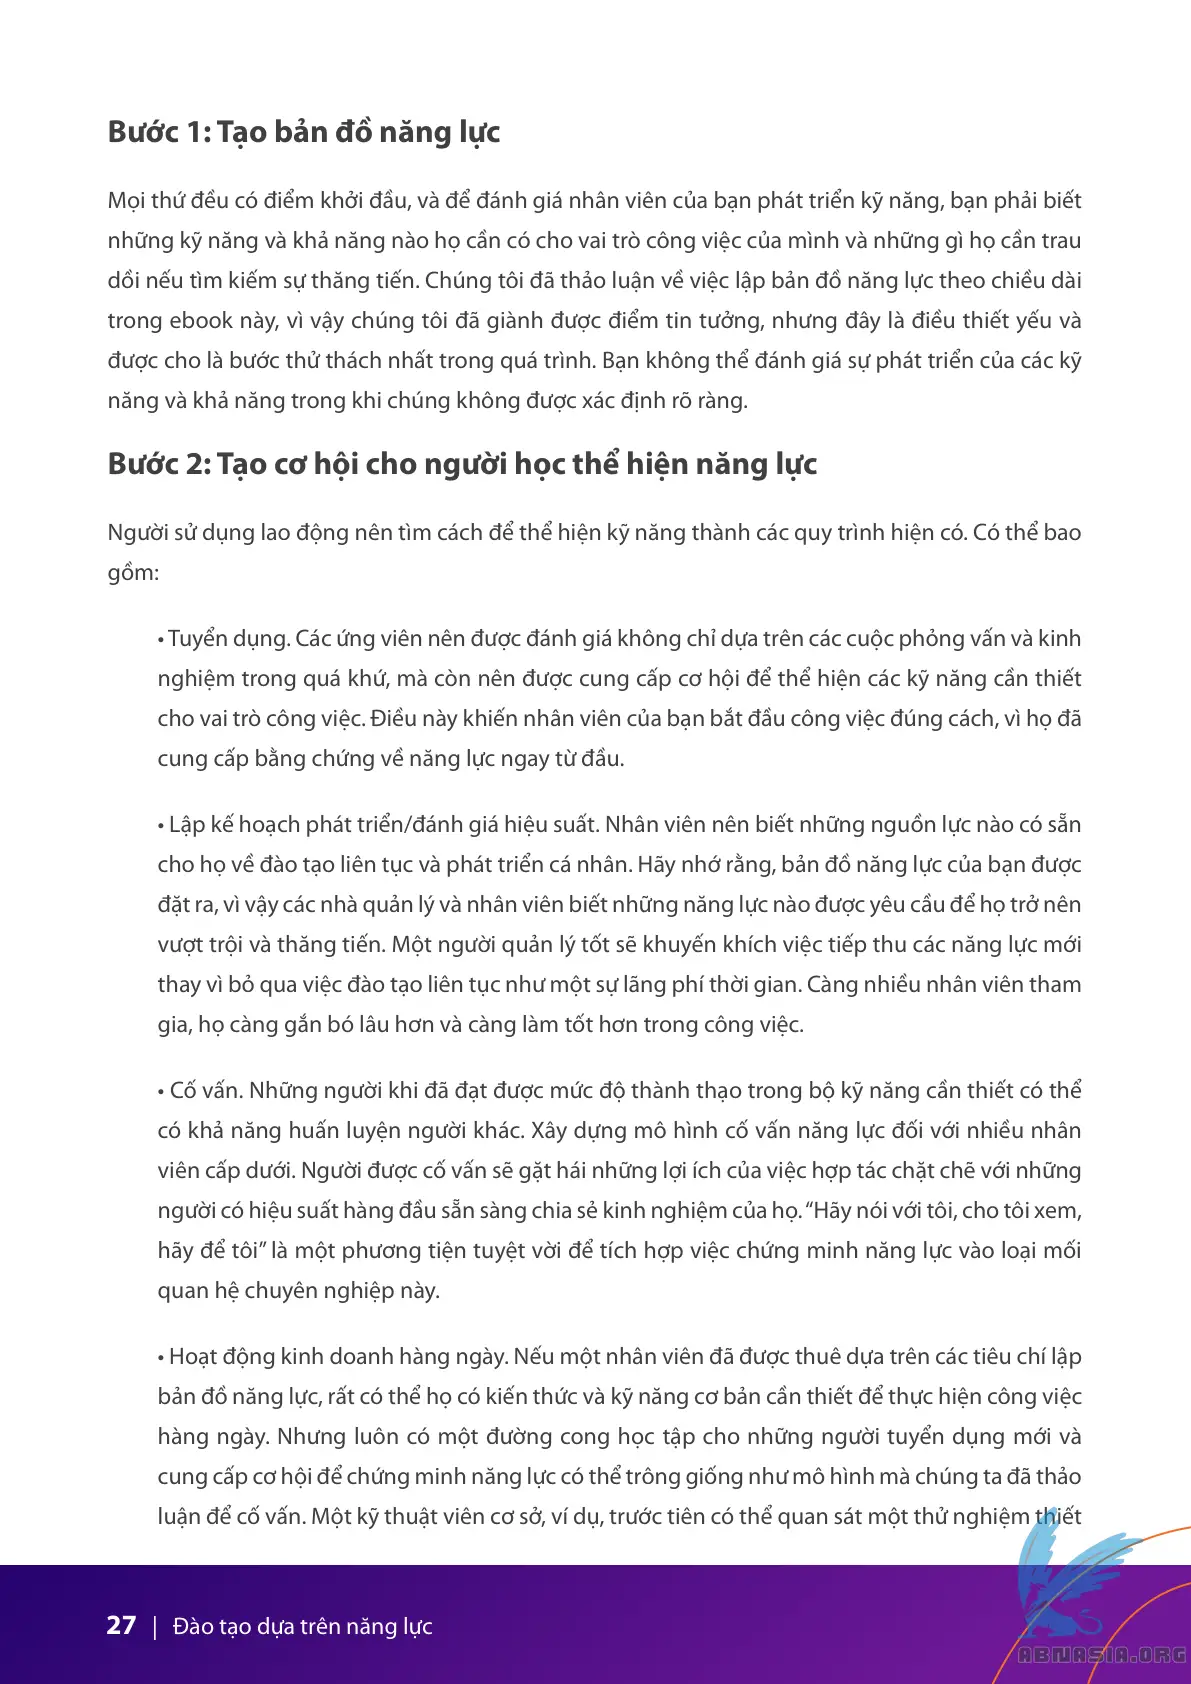 Bước 1: Tạo bản đồ năng lực
Mọi thứ đều có điểm khởi đầu, và để đánh giá nhân viên của bạn phát triển kỹ năng, bạn phải biết
những kỹ năng và khả năng nào họ cần có cho vai trò công việc của mình và những gì họ cần trau
dồi nếu tìm kiếm sự thăng tiến. Chúng tôi đã thảo luận về việc lập bản đồ năng lực theo chiều dài
trong ebook này, vì vậy chúng tôi đã giành được điểm tin tưởng, nhưng đây là điều thiết yếu và
được cho là bước thử thách nhất trong quá trình. Bạn không thể đánh giá sự phát triển của các kỹ
năng và khả năng trong khi chúng không được xác định rõ ràng.
Bước 2: Tạo cơ hội cho người học thể hiện năng lực
Người sử dụng lao động nên tìm cách để thể hiện kỹ năng thành các quy trình hiện có. Có thể bao
gồm:
• Tuyển dụng. Các ứng viên nên được đánh giá không chỉ dựa trên các cuộc phỏng vấn và kinh
nghiệm trong quá khứ, mà còn nên được cung cấp cơ hội để thể hiện các kỹ năng cần thiết
cho vai trò công việc. Điều này khiến nhân viên của bạn bắt đầu công việc đúng cách, vì họ đã
cung cấp bằng chứng về năng lực ngay từ đầu.
• Lập kế hoạch phát triển/đánh giá hiệu suất. Nhân viên nên biết những nguồn lực nào có sẵn
cho họ về đào tạo liên tục và phát triển cá nhân. Hãy nhớ rằng, bản đồ năng lực của bạn được
đặt ra, vì vậy các nhà quản lý và nhân viên biết những năng lực nào được yêu cầu để họ trở nên
vượt trội và thăng tiến. Một người quản lý tốt sẽ khuyến khích việc tiếp thu các năng lực mới
thay vì bỏ qua việc đào tạo liên tục như một sự lãng phí thời gian. Càng nhiều nhân viên tham
gia, họ càng gắn bó lâu hơn và càng làm tốt hơn trong công việc.
• Cố vấn. Những người khi đã đạt được mức độ thành thạo trong bộ kỹ năng cần thiết có thể
có khả năng huấn luyện người khác. Xây dựng mô hình cố vấn năng lực đối với nhiều nhân
viên cấp dưới. Người được cố vấn sẽ gặt hái những lợi ích của việc hợp tác chặt chẽ với những
người có hiệu suất hàng đầu sẵn sàng chia sẻ kinh nghiệm của họ. “Hãy nói với tôi, cho tôi xem,
hãy để tôi” là một phương tiện tuyệt vời để tích hợp việc chứng minh năng lực vào loại mối
quan hệ chuyên nghiệp này.
• Hoạt động kinh doanh hàng ngày. Nếu một nhân viên đã được thuê dựa trên các tiêu chí lập
bản đồ năng lực, rất có thể họ có kiến thức và kỹ năng cơ bản cần thiết để thực hiện công việc
hàng ngày. Nhưng luôn có một đường cong học tập cho những người tuyển dụng mới và
cung cấp cơ hội để chứng minh năng lực có thể trông giống như mô hình mà chúng ta đã thảo
luận để cố vấn. Một kỹ thuật viên cơ sở, ví dụ, trước tiên có thể quan sát một thử nghiệm thiết
27 | Đào tạo dựa trên năng lực
ABNASIA.ORG